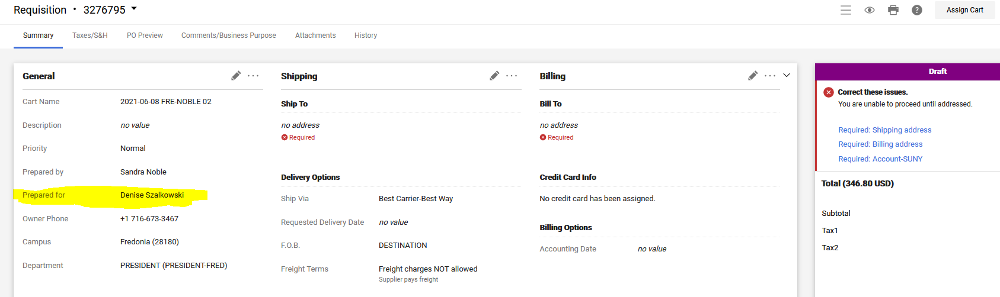 Requisition • 3276795
Assign Cart
Summary Taxes/S&H PO Preview Comments/Business Purpose Attachments History
General
Cart Name 2021-06-08 FRE-NOBLE 02
Description no value
Priority Normal
Prepared by Sandra Noble
Prepared for Denise Szalkowski
Owner Phone +1 716-673-3467
Campus Fredonia (28180)
Department PRESIDENT (PRESIDENT-FRED)
Shipping
Ship To
no address
Required
Delivery Options
Ship Via Best Carrier-Best Way
Requested Delivery Date no value
F.O.B. DESTINATION
Freight Terms Freight charges NOT allowed
Supplier pays freight
Billing
Bill To
no address
Required
Credit Card Info
No credit card has been assigned.
Billing Options
Accounting Date no value
Draft
Correct these issues.
You are unable to proceed until addressed.
Required: Shipping address
Required: Billing address
Required: Account-SUNY
Total (346.80 USD)
Subtotal
Tax1
Tax2